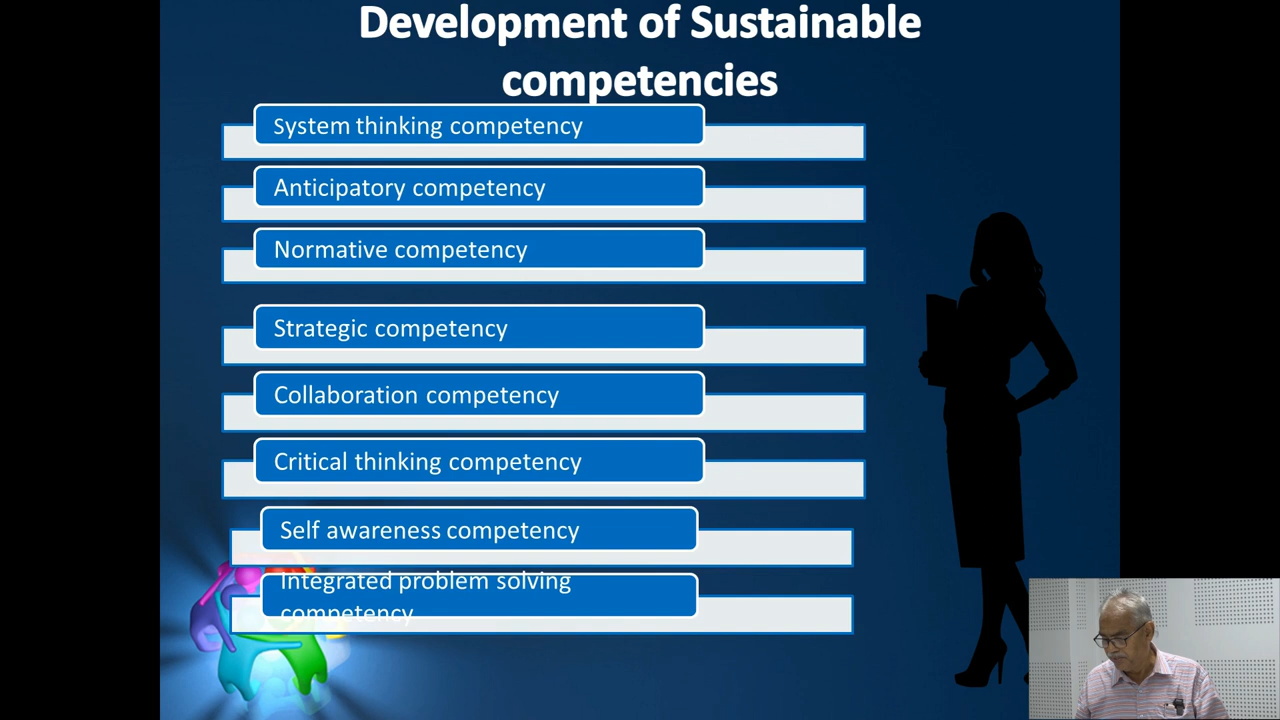 Development of Sustainable
competencies
System thinking competency
Anticipatory competency
Normative competency
Strategic competency
Collaboration competency
Critical thinking competency
Self awareness competency
Integrated problem solving
competency